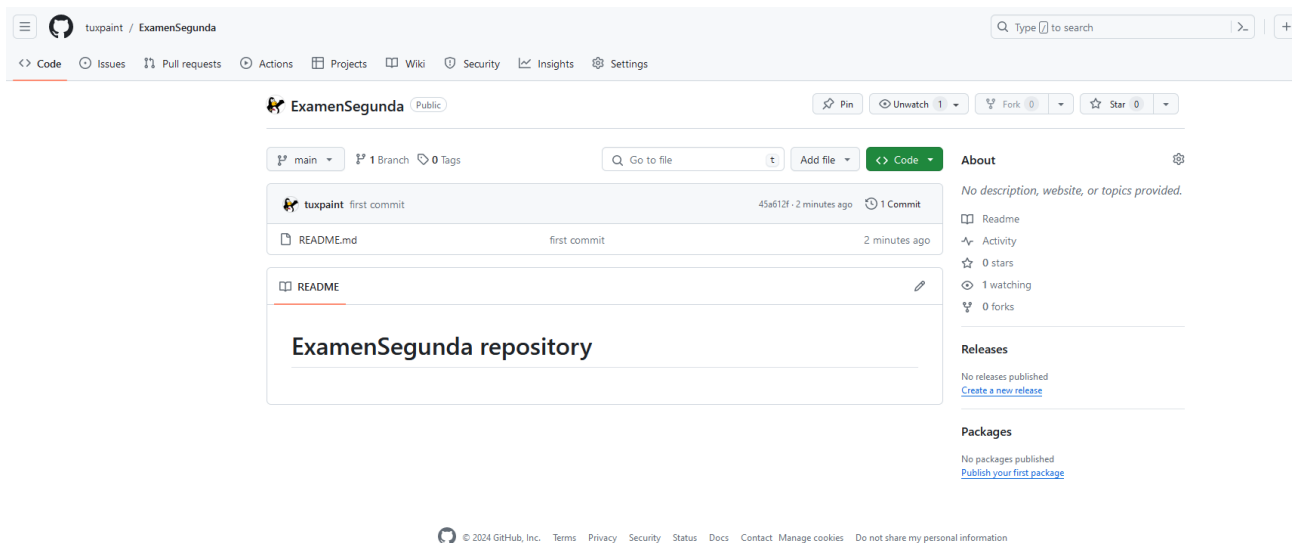 tuxpaint / ExamenSegunda
Type / to search
Code Issues Pull requests Actions Projects Wiki Security Insights Settings
ExamenSegunda Public
Pin Unwatch 1 Fork 0 Star 0
main 1 Branch 0 Tags
Go to file t Add file Code
tuxpaint first commit 45a612f · 2 minutes ago 1 Commit
README.md first commit 2 minutes ago
README
ExamenSegunda repository
About
No description, website, or topics provided.
Readme
Activity
0 stars
1 watching
0 forks
Releases
No releases published
Create a new release
Packages
No packages published
Publish your first package
© 2024 GitHub, Inc. Terms Privacy Security Status Docs Contact Manage cookies Do not share my personal information